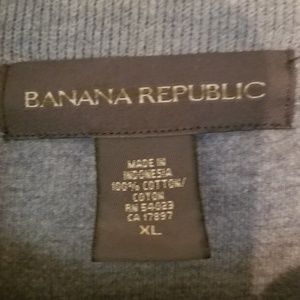 BANANA REPUBLIC
MADE IN
INDONESIA
100% COTTON/
COTON
RN 54023
CA 17897
XL